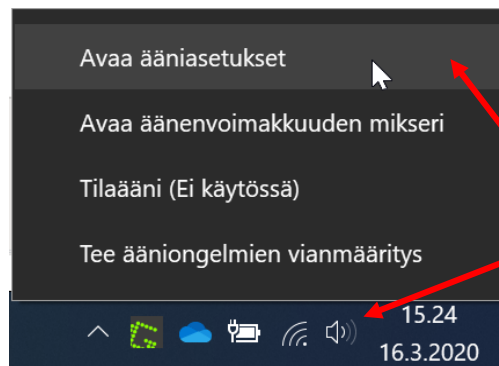 Avaa ääniasetukset
Avaa äänenvoimakkuuden mikseri
Tilaääni (Ei käytössä)
Tee ääniongelmien vianmääritys
15.24
16.3.2020